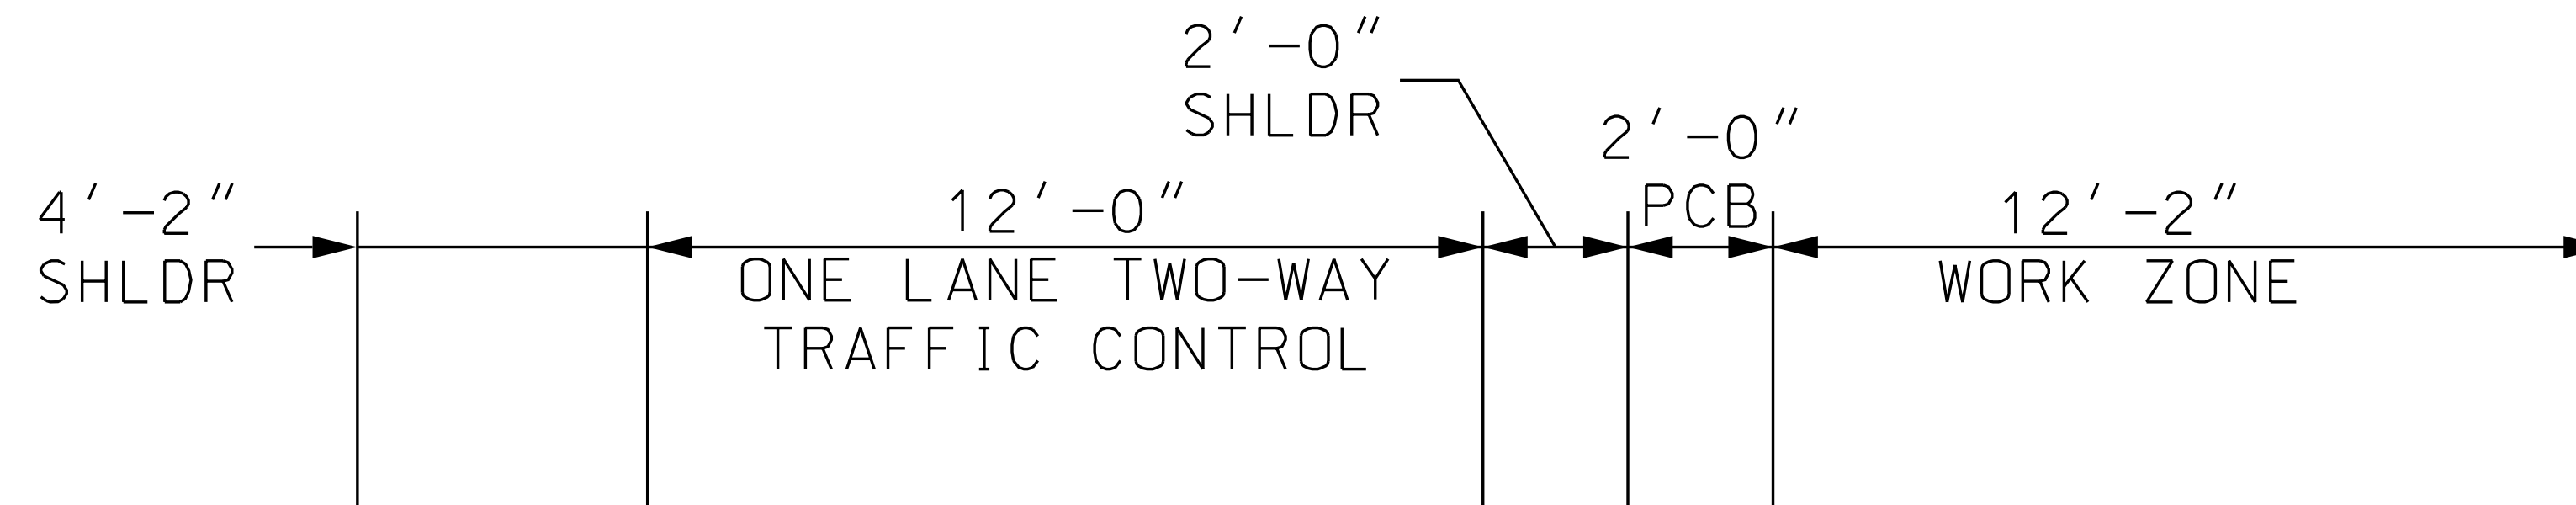 2'-0"
SHLDR
2'-0"
PCB
4'-2"
SHLDR
12'-0"
ONE LANE TWO-WAY
TRAFFIC CONTROL
12'-2"
WORK ZONE